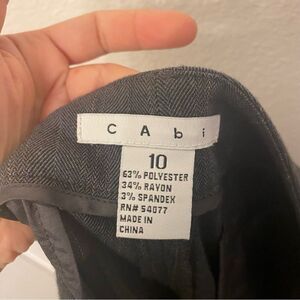 CAbi
10
63% POLYESTER
34% RAYON
3% SPANDEX
RN# 54077
MADE IN
CHINA